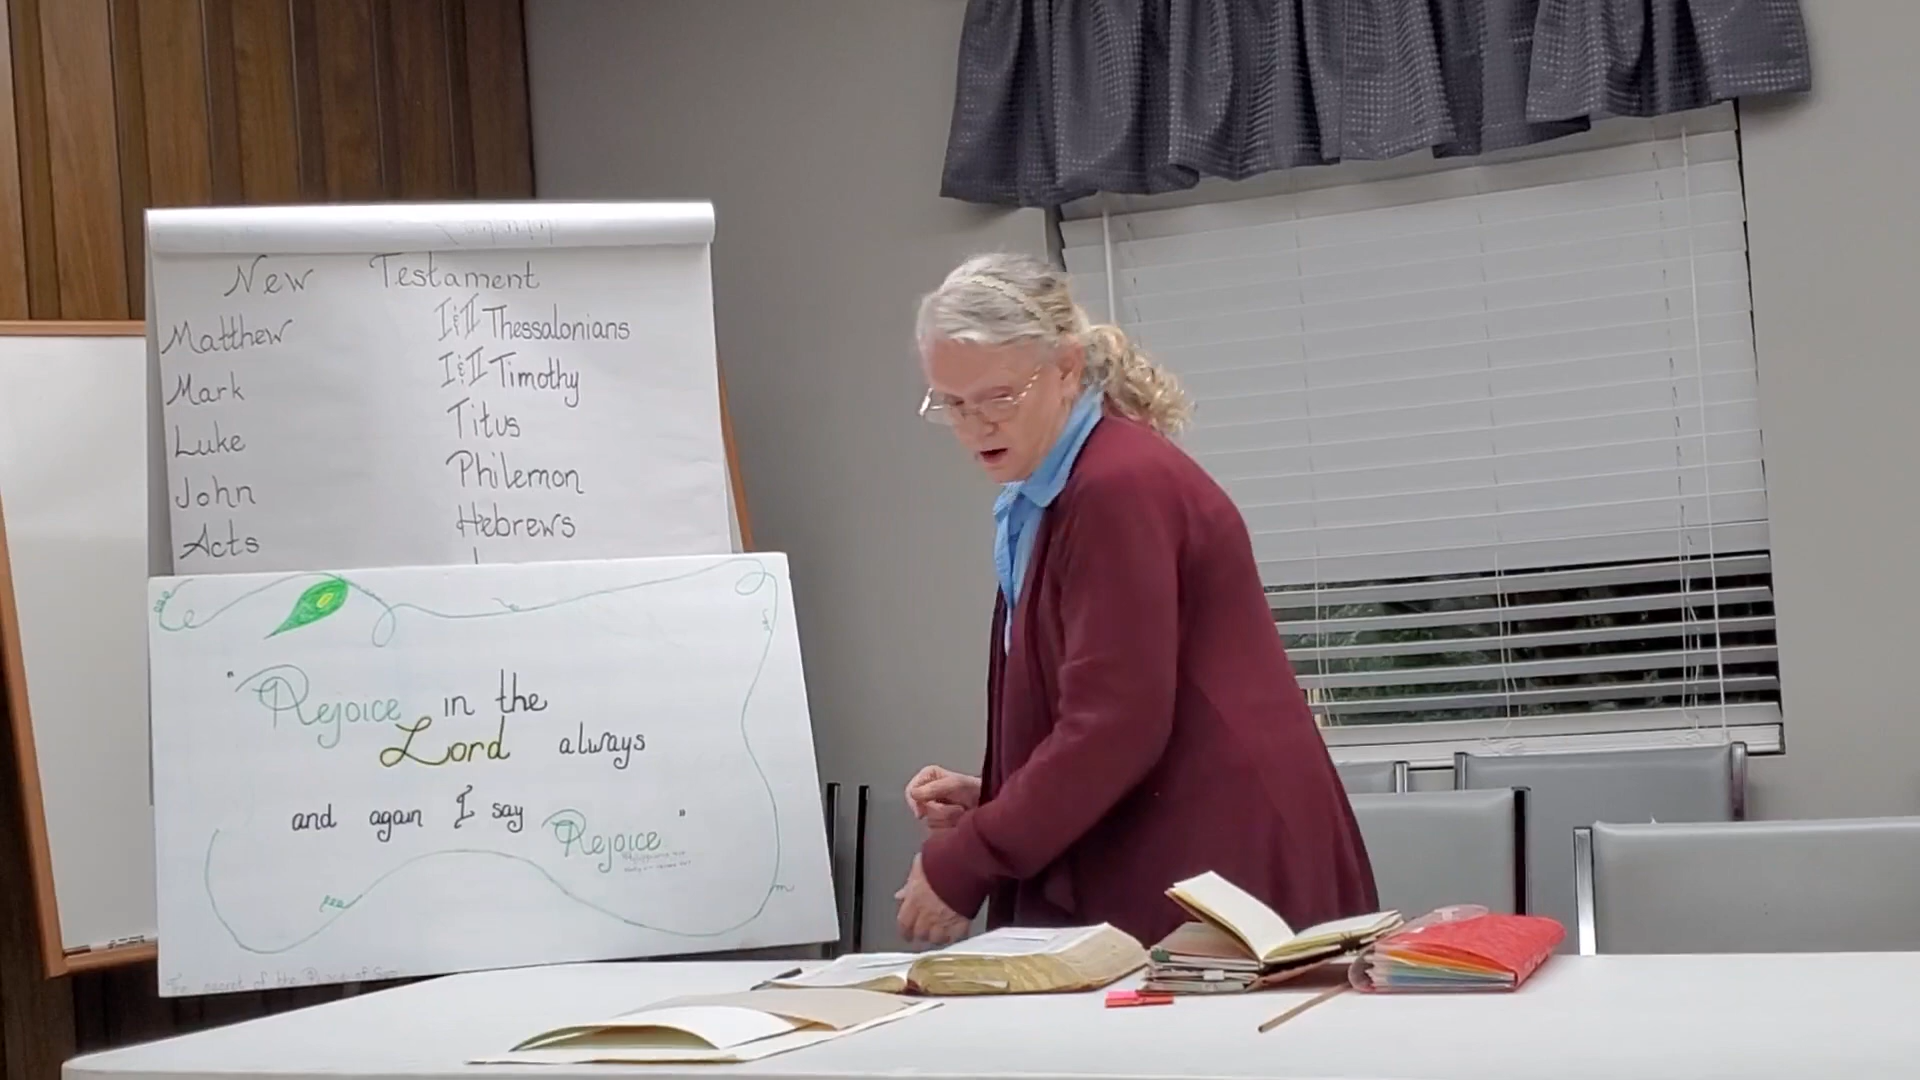 New Testament
Matthew
Mark
Luke
John
Acts
I & II Thessalonians
I & II Timothy
Titus
Philemon
Hebrews
"Rejoice in the
Lord always
and again I say Rejoice"